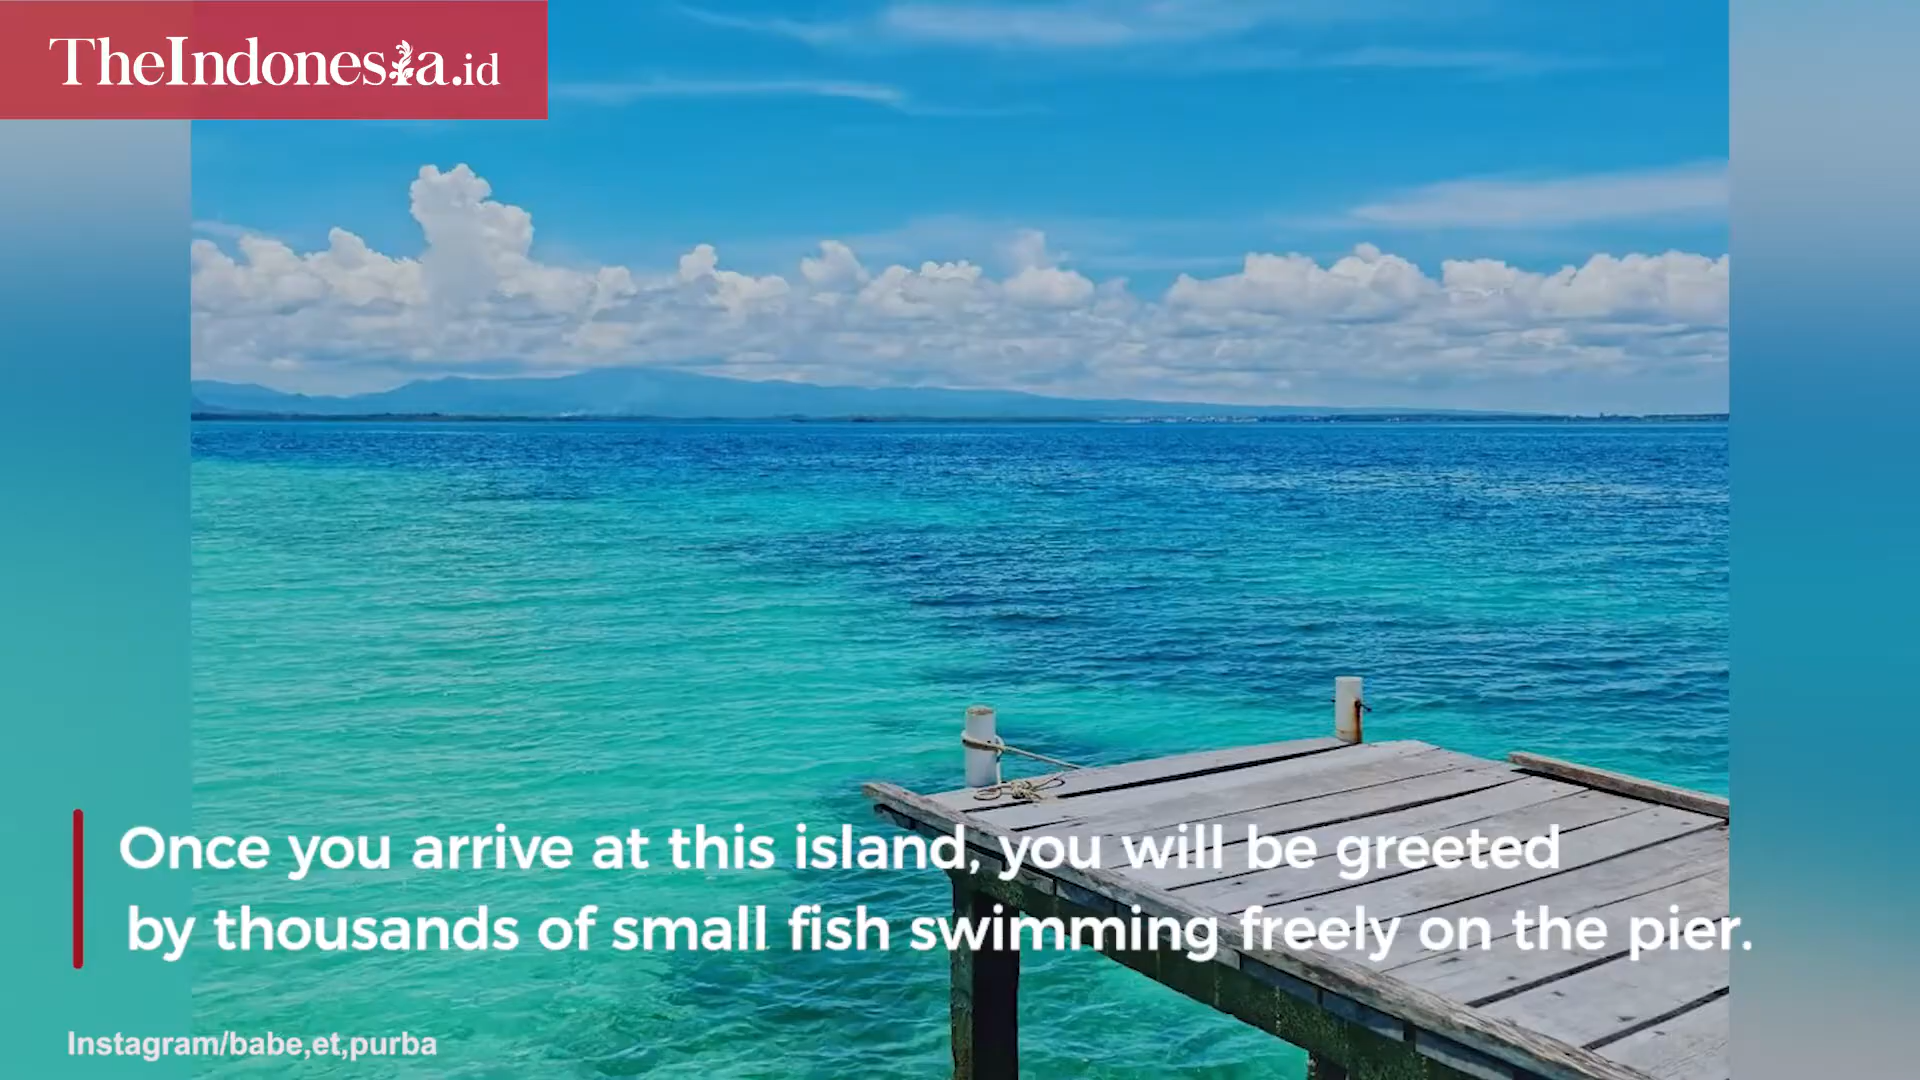 TheIndonesia.id
Once you arrive at this island, you will be greeted
by thousands of small fish swimming freely on the pier.
Instagram/babe,et,purba